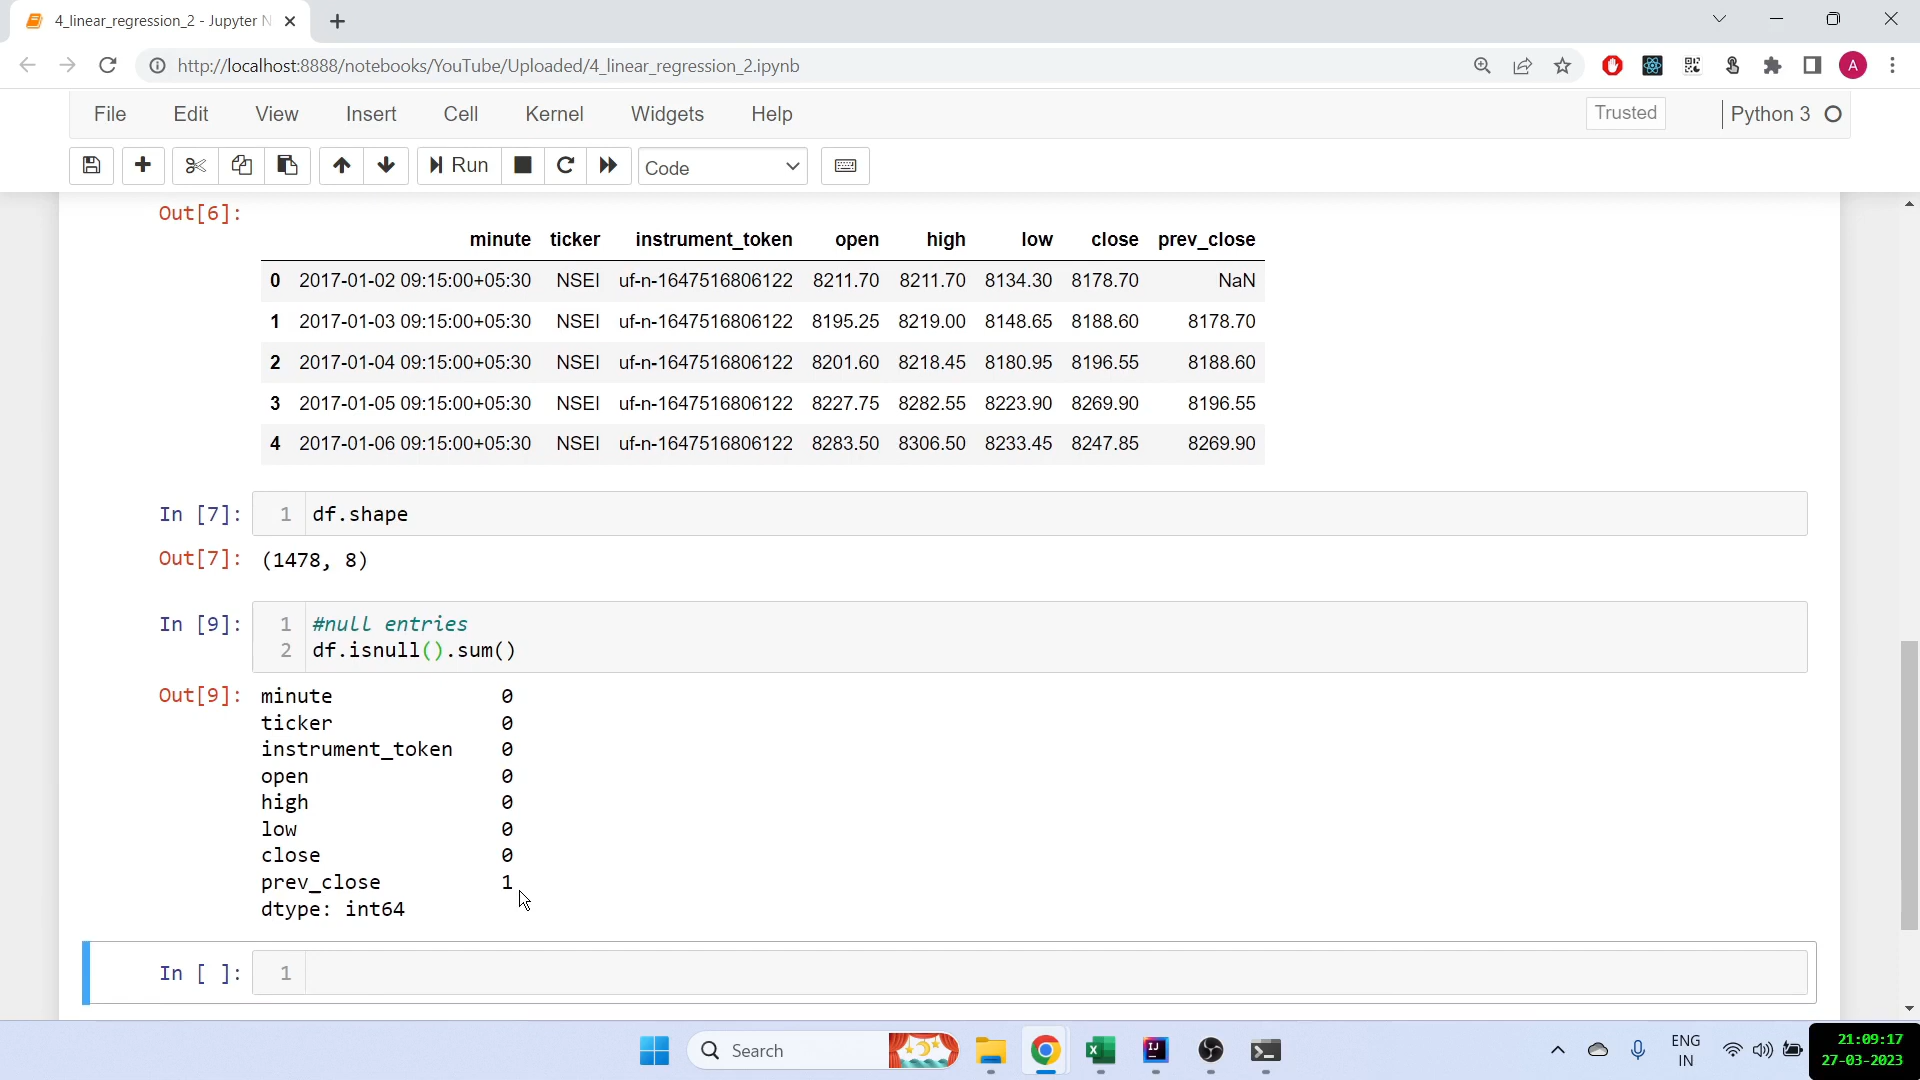 4_linear_regression_2 - Jupyter N
http://localhost:8888/notebooks/YouTube/Uploaded/4_linear_regression_2.ipynb
A
File Edit View Insert Cell Kernel Widgets Help Trusted Python 3
Run Code
Out[6]:
minute ticker instrument_token open high low close prev_close
0 2017-01-02 09:15:00+05:30 NSEI uf-n-1647516806122 8211.70 8211.70 8134.30 8178.70 NaN
1 2017-01-03 09:15:00+05:30 NSEI uf-n-1647516806122 8195.25 8219.00 8148.65 8188.60 8178.70
2 2017-01-04 09:15:00+05:30 NSEI uf-n-1647516806122 8201.60 8218.45 8180.95 8196.55 8188.60
3 2017-01-05 09:15:00+05:30 NSEI uf-n-1647516806122 8227.75 8282.55 8223.90 8269.90 8196.55
4 2017-01-06 09:15:00+05:30 NSEI uf-n-1647516806122 8283.50 8306.50 8233.45 8247.85 8269.90
In [7]: 1 df.shape
Out[7]: (1478, 8)
In [9]: 1 #null entries
2 df.isnull().sum()
Out[9]: minute 0
ticker 0
instrument_token 0
open 0
high 0
low 0
close 0
prev_close 1
dtype: int64
In [ ]: 1
Search
IJ
ENG
IN
21:09:17
27-03-2023